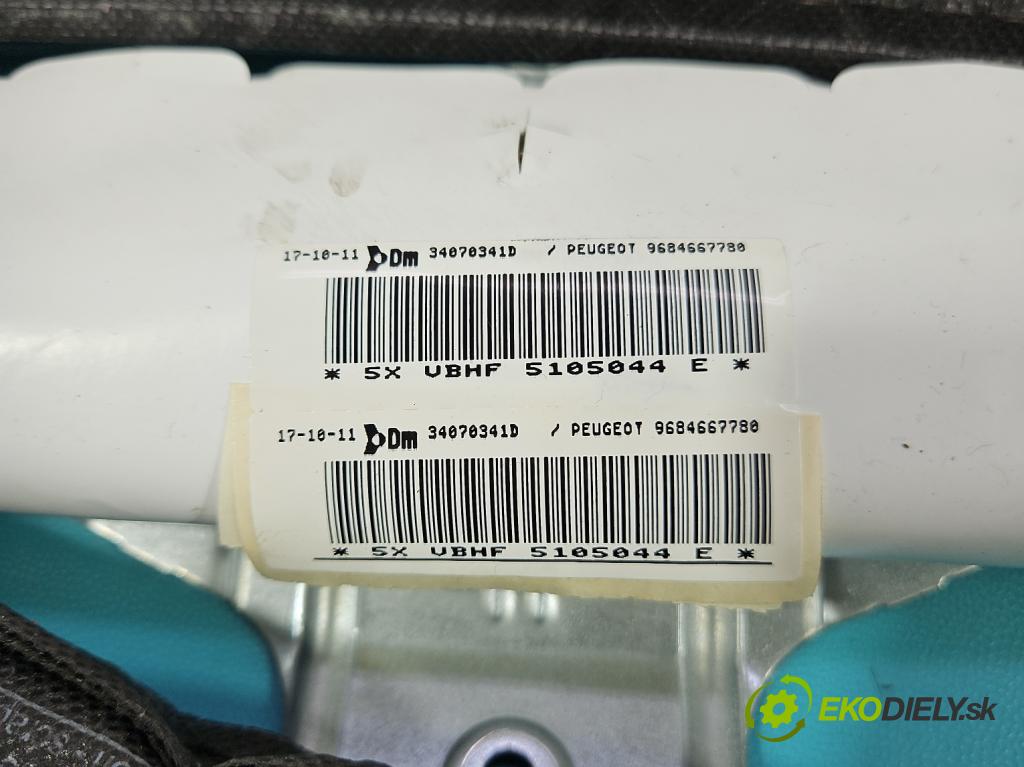 17-10-11 Dm 34070341D / PEUGEOT 9684667780
* 5X VBHF 5105044 E *
17-10-11 Dm 34070341D / PEUGEOT 9684667780
* 5X VBHF 5105044 E *
EKODIELY.sk